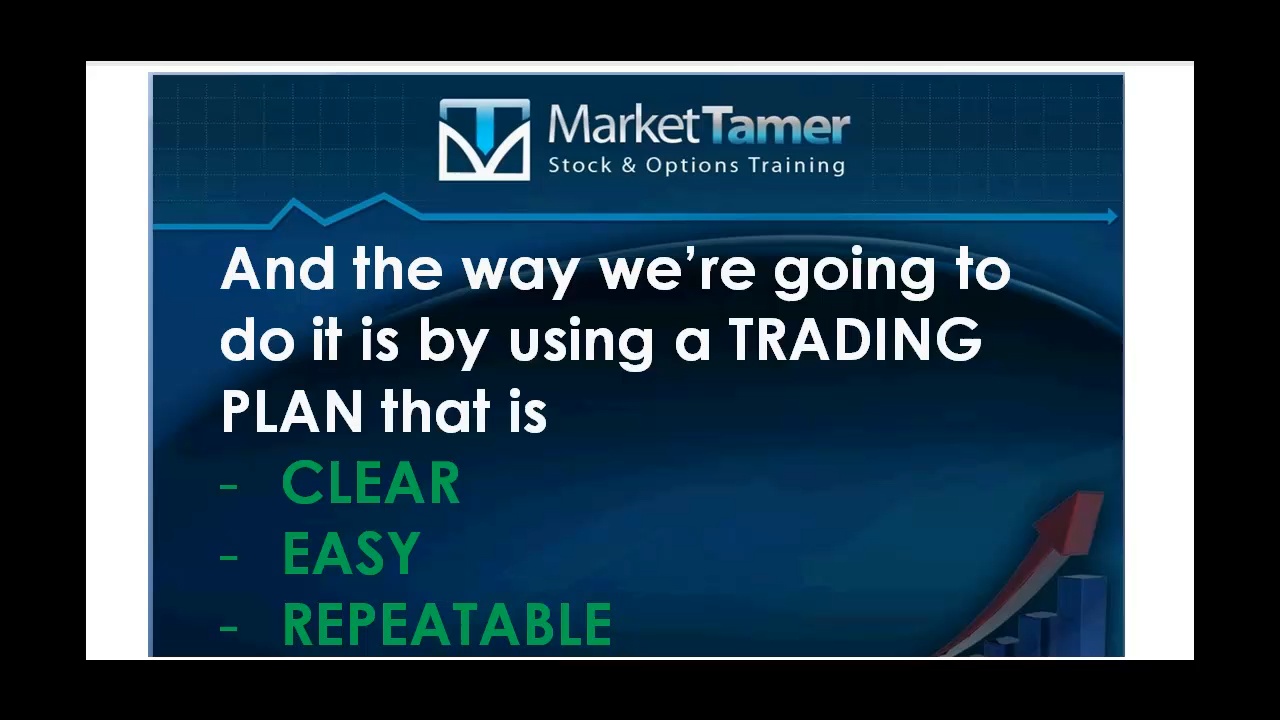 MarketTamer
Stock & Options Training
And the way we’re going to
do it is by using a TRADING
PLAN that is
- CLEAR
- EASY
- REPEATABLE